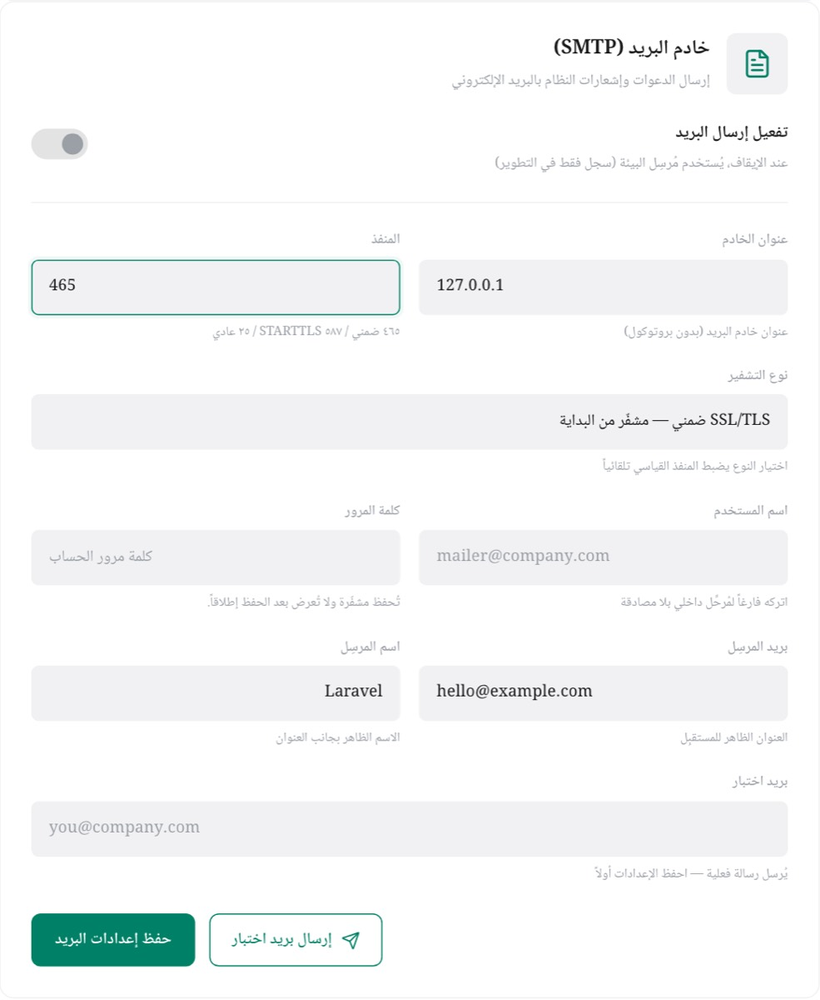 خادم البريد (SMTP)
إرسال الدعوات وإشعارات النظام بالبريد الإلكتروني
تفعيل إرسال البريد
عند الإيقاف، يُستخدم مُرسِل البيئة (سجل فقط في التطوير)
عنوان الخادم
127.0.0.1
عنوان خادم البريد (بدون بروتوكول)
المنفذ
465
٤٦٥ ضمني / STARTTLS ٥٨٧ / ٢٥ عادي
نوع التشفير
SSL/TLS ضمني — مشفّر من البداية
اختيار النوع يضبط المنفذ القياسي تلقائياً
اسم المستخدم
mailer@company.com
اتركه فارغاً لمُرحِّل داخلي بلا مصادقة
كلمة المرور
كلمة مرور الحساب
تُحفظ مشفّرة ولا تُعرض بعد الحفظ إطلاقاً.
بريد المرسِل
hello@example.com
العنوان الظاهر للمستقبِل
اسم المرسِل
Laravel
الاسم الظاهر بجانب العنوان
بريد اختبار
you@company.com
يُرسل رسالة فعلية — احفظ الإعدادات أولاً
إرسال بريد اختبار
حفظ إعدادات البريد